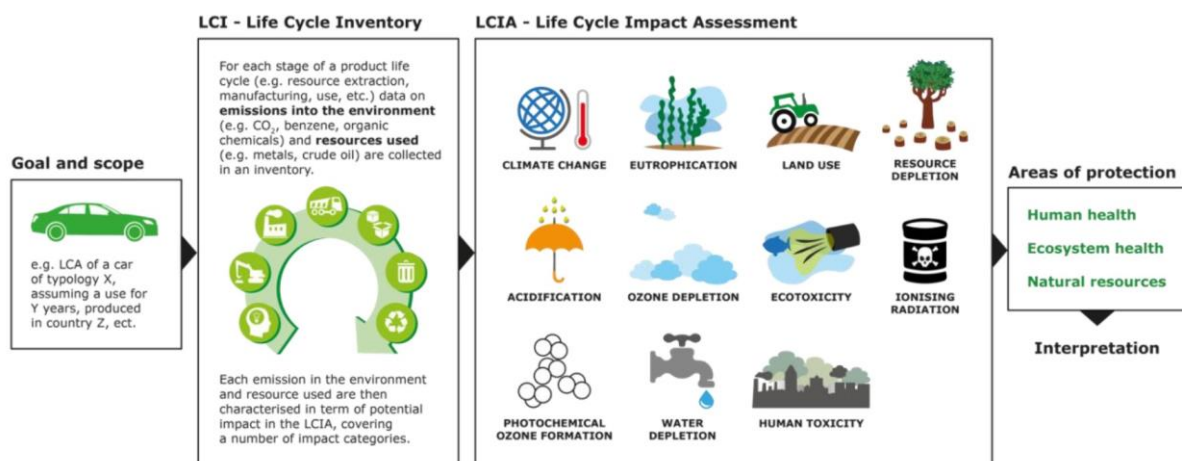 Goal and scope
e.g. LCA of a car
of typology X,
assuming a use for
Y years, produced
in country Z, ect.
LCI - Life Cycle Inventory
For each stage of a product life
cycle (e.g. resource extraction,
manufacturing, use, etc.) data on
emissions into the environment
(e.g. CO₂, benzene, organic
chemicals) and resources used
(e.g. metals, crude oil) are collected
in an inventory.
Each emission in the environment
and resource used are then
characterised in term of potential
impact in the LCIA, covering
a number of impact categories.
LCIA - Life Cycle Impact Assessment
CLIMATE CHANGE
EUTROPHICATION
LAND USE
RESOURCE
DEPLETION
ACIDIFICATION
OZONE DEPLETION
ECOTOXICITY
IONISING
RADIATION
PHOTOCHEMICAL
OZONE FORMATION
WATER
DEPLETION
HUMAN TOXICITY
Areas of protection
Human health
Ecosystem health
Natural resources
Interpretation